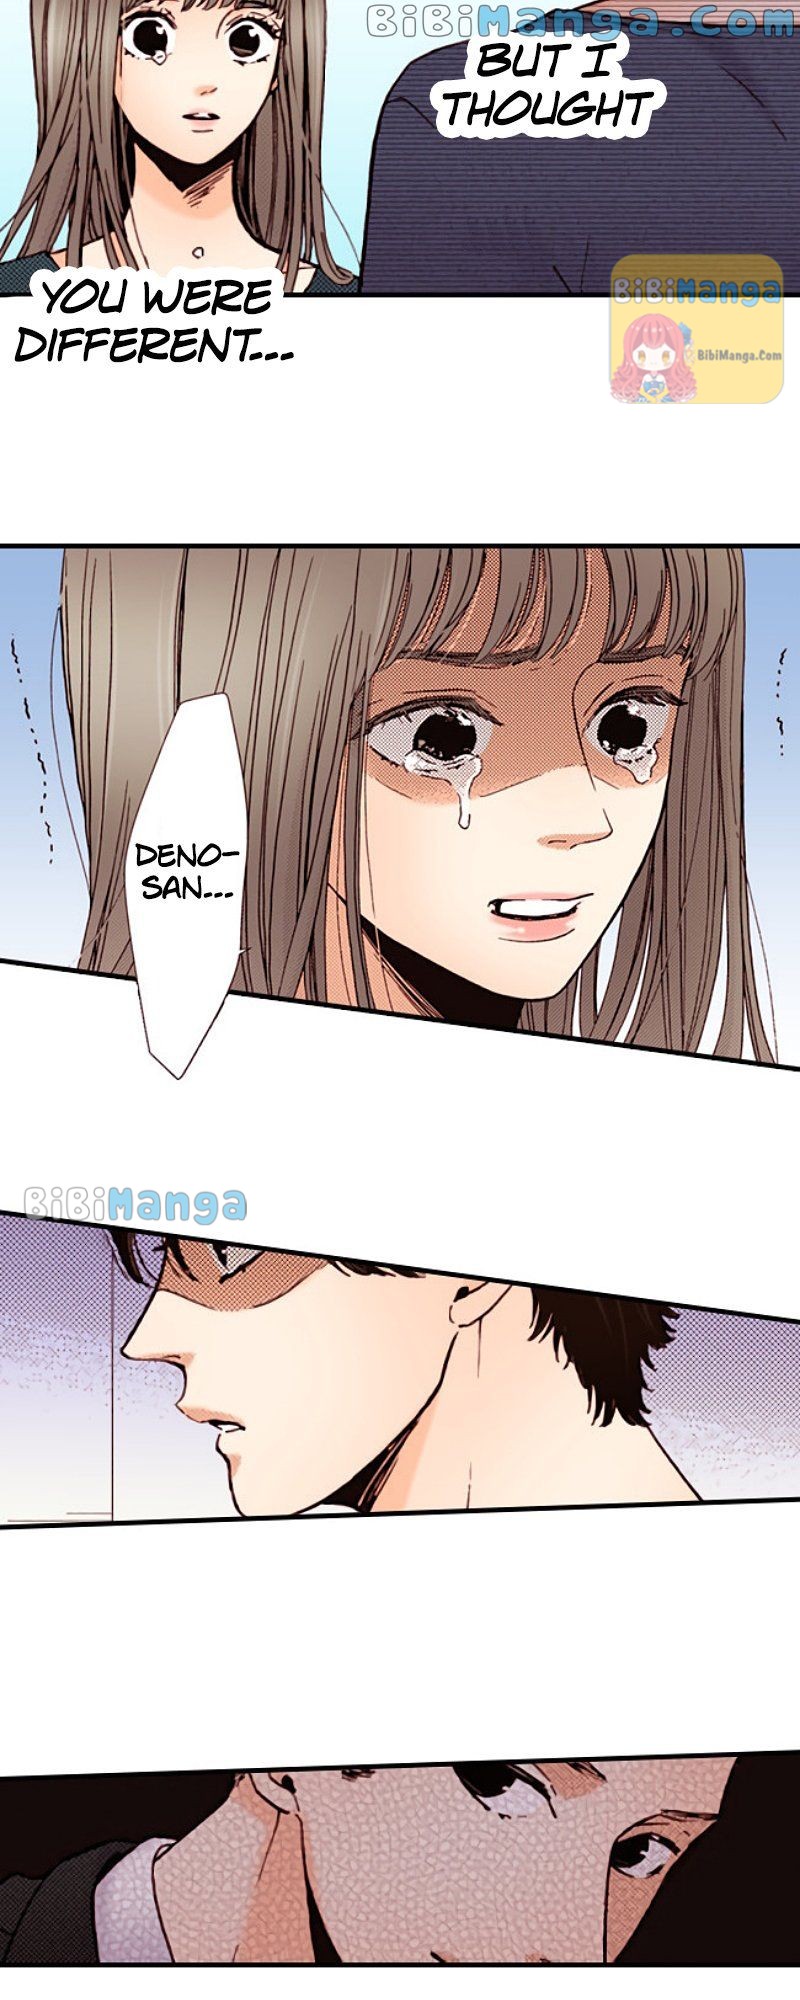 BiBiManga.Com
BUT I
THOUGHT
BiBiManga
BibiManga.Com
YOU WERE
DIFFERENT...
DENO-
SAN...
BiBiManga